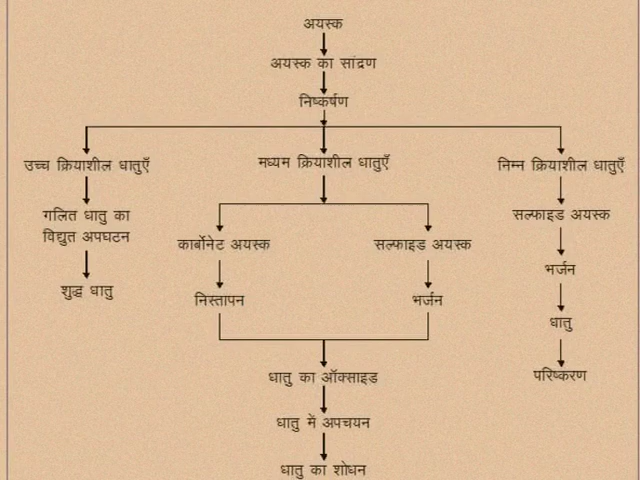 अयस्क
अयस्क का सांद्रण
निष्कर्षण
उच्च क्रियाशील धातुएँ
मध्यम क्रियाशील धातुएँ
निम्न क्रियाशील धातुएँ
गलित धातु का
विद्युत अपघटन
शुद्ध धातु
कार्बोनेट अयस्क
सल्फाइड अयस्क
निस्तापन
भर्जन
सल्फाइड अयस्क
भर्जन
धातु
परिष्करण
धातु का ऑक्साइड
धातु में अपचयन
धातु का शोधन